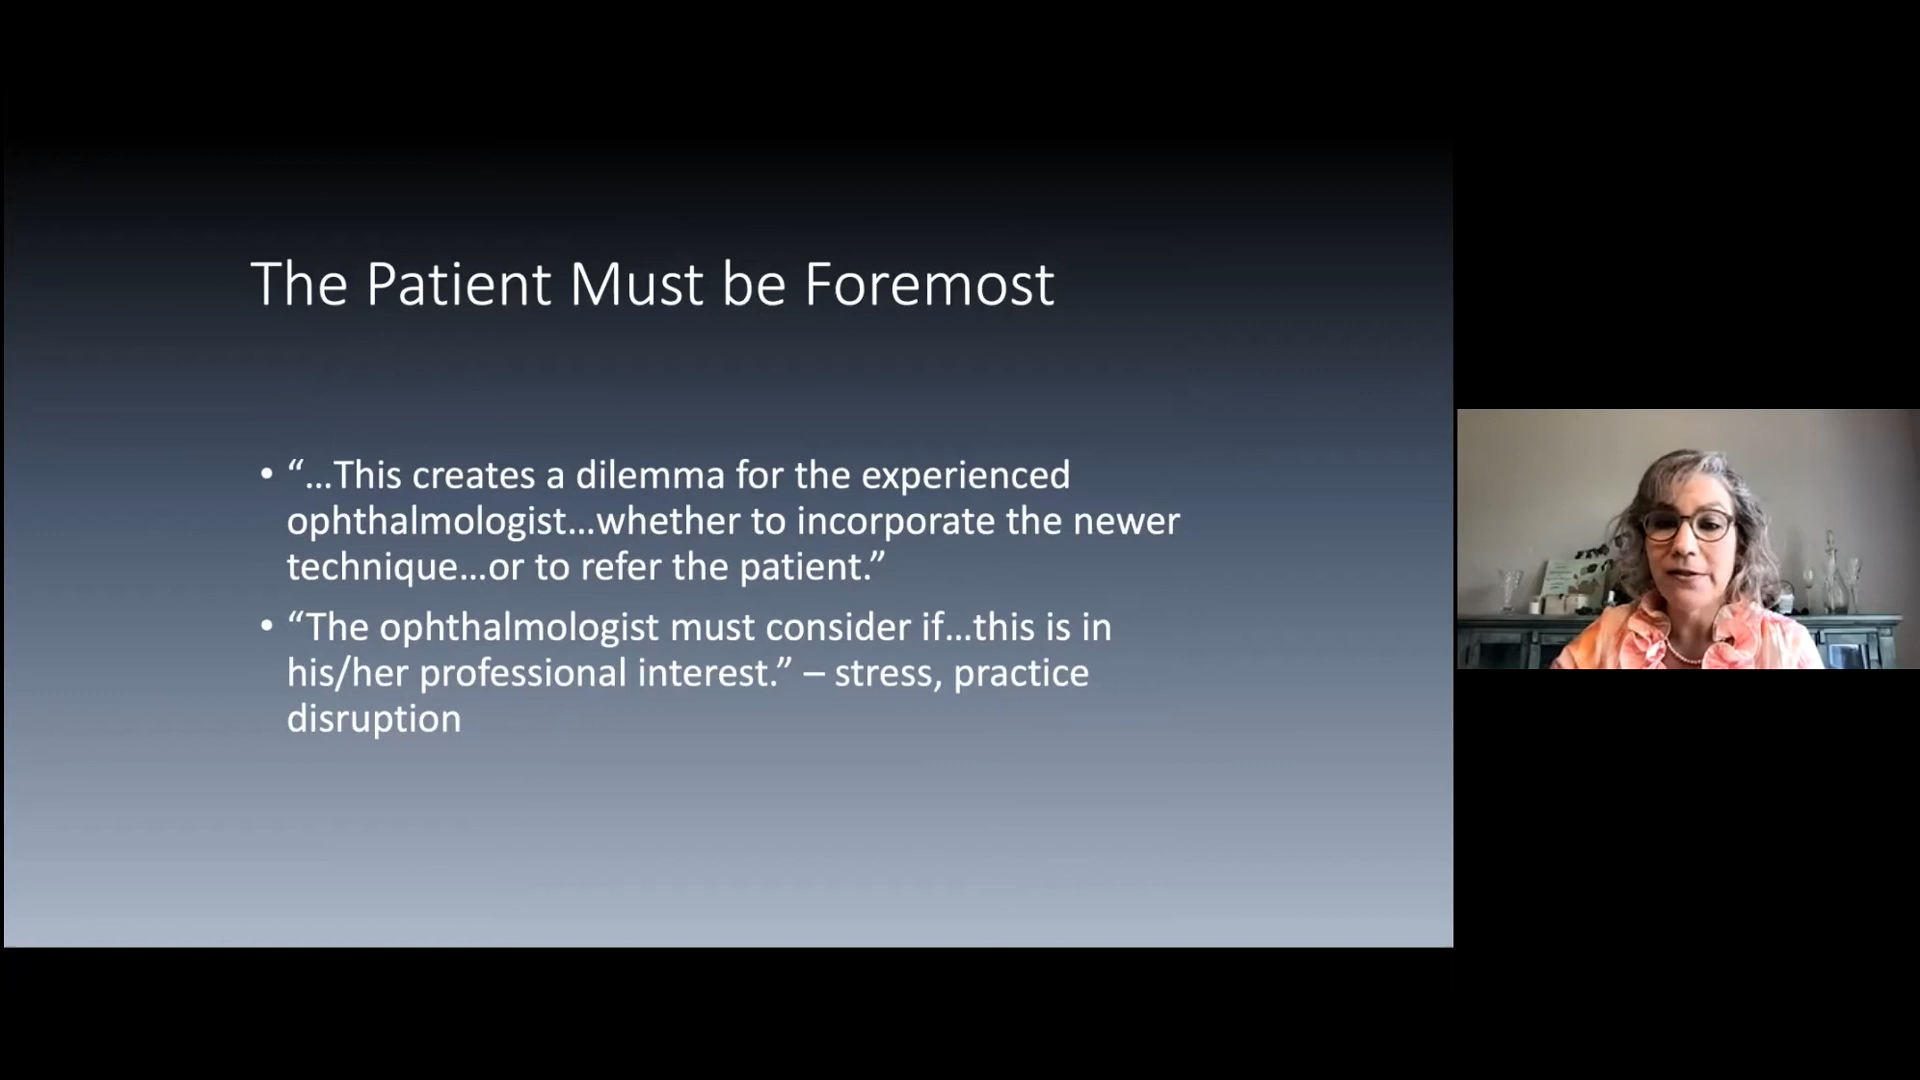 The Patient Must be Foremost
• “…This creates a dilemma for the experienced
ophthalmologist…whether to incorporate the newer
technique…or to refer the patient.”
• “The ophthalmologist must consider if…this is in
his/her professional interest.” – stress, practice
disruption